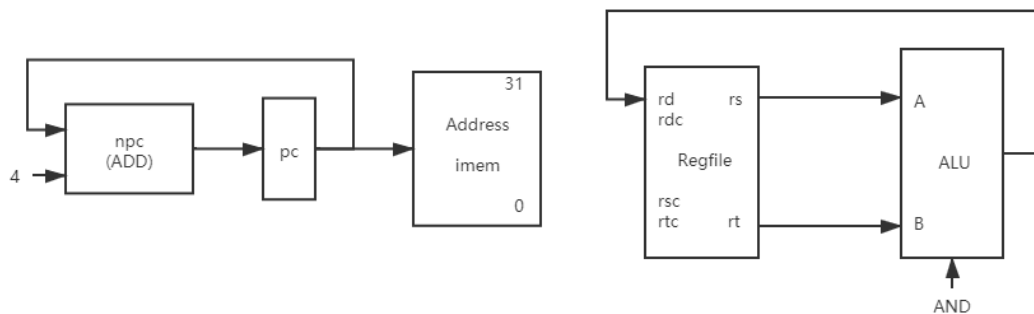 npc
(ADD)
4
pc
31
Address
imem
0
rd rs
rdc
Regfile
rsc
rtc rt
A
ALU
B
AND